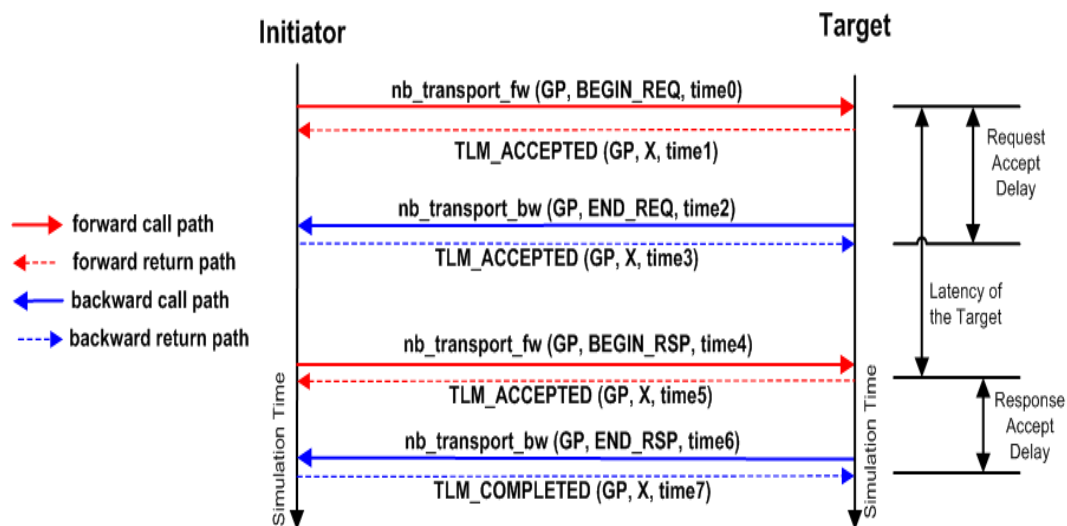 Initiator
Target
nb_transport_fw (GP, BEGIN_REQ, time0)
TLM_ACCEPTED (GP, X, time1)
Request
Accept
Delay
nb_transport_bw (GP, END_REQ, time2)
TLM_ACCEPTED (GP, X, time3)
forward call path
forward return path
backward call path
backward return path
Latency of
the Target
nb_transport_fw (GP, BEGIN_RSP, time4)
TLM_ACCEPTED (GP, X, time5)
nb_transport_bw (GP, END_RSP, time6)
TLM_COMPLETED (GP, X, time7)
Response
Accept
Delay
Simulation Time
Simulation Time